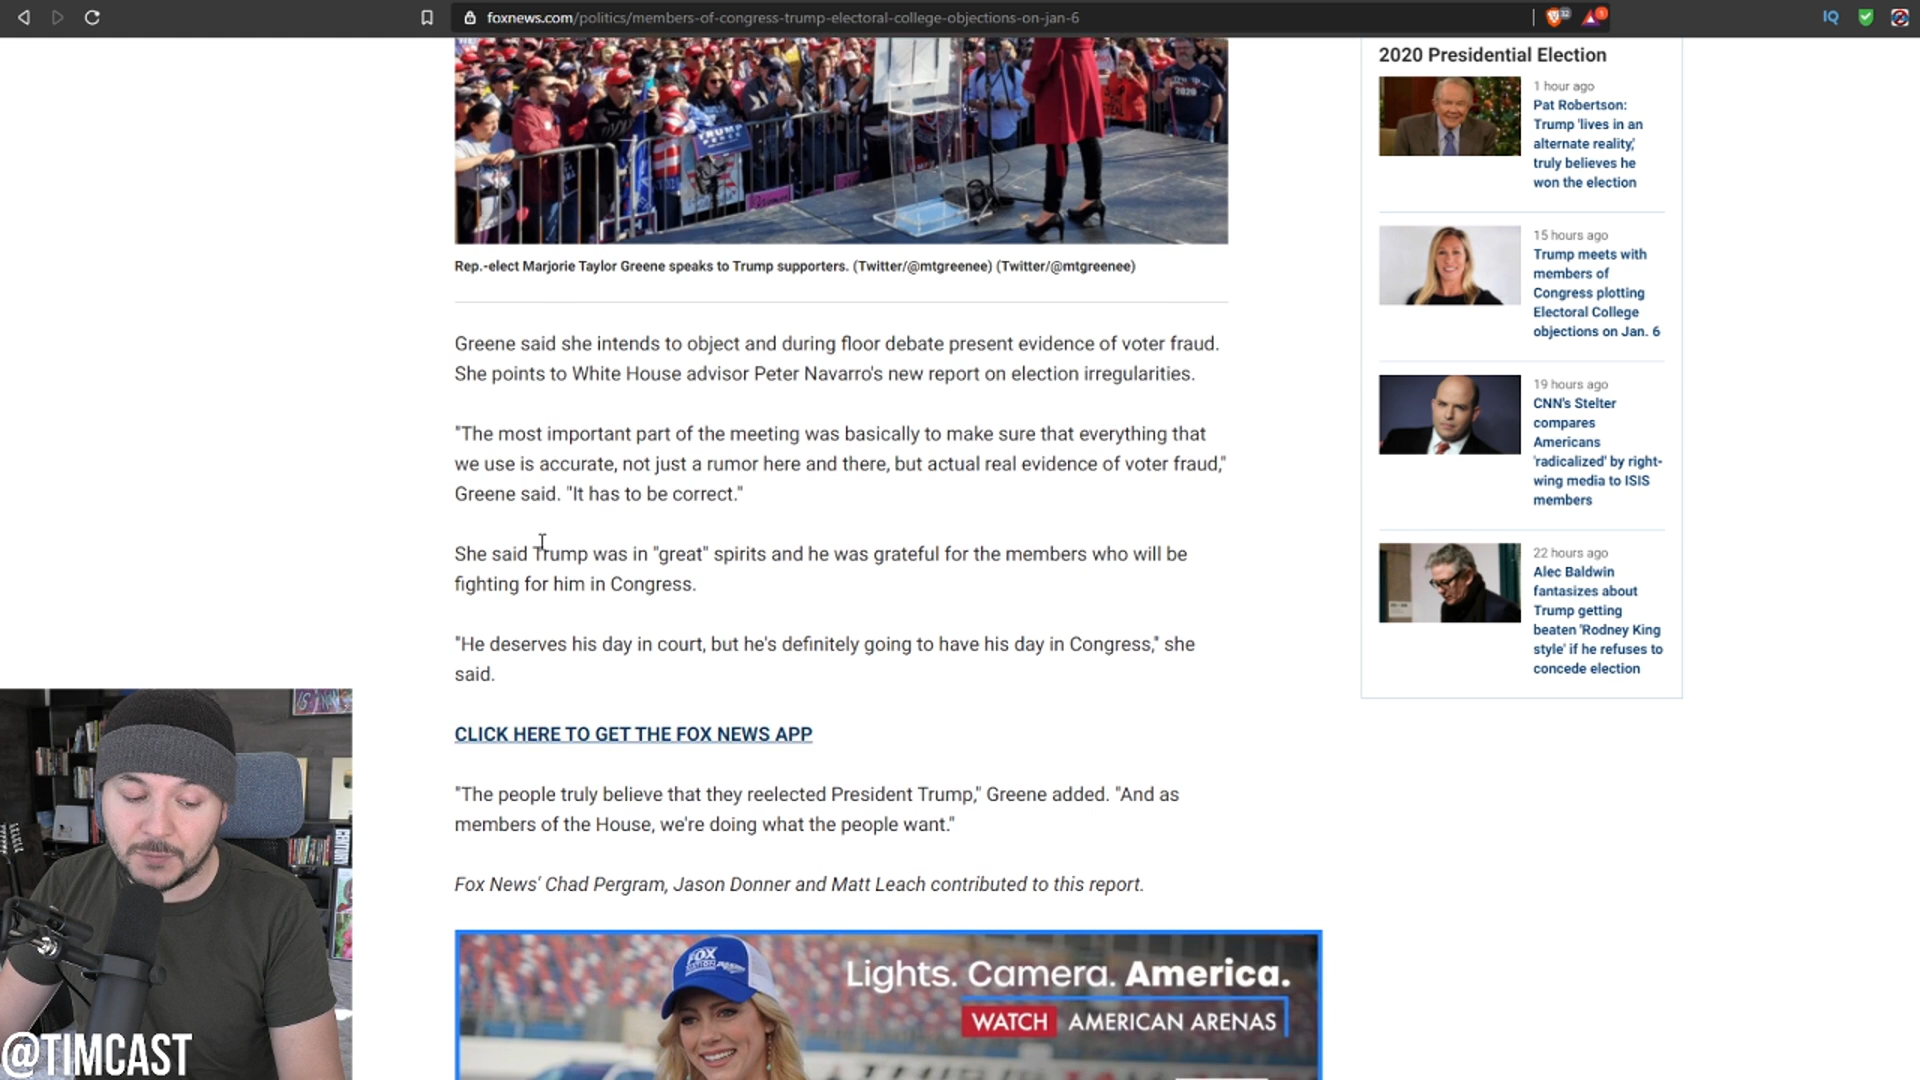 foxnews.com/politics/members-of-congress-trump-electoral-college-objections-on-jan-6
IQ
TRUMP
2020
Rep.-elect Marjorie Taylor Greene speaks to Trump supporters. (Twitter/@mtgreenee) (Twitter/@mtgreenee)
Greene said she intends to object and during floor debate present evidence of voter fraud.
She points to White House advisor Peter Navarro's new report on election irregularities.
"The most important part of the meeting was basically to make sure that everything that
we use is accurate, not just a rumor here and there, but actual real evidence of voter fraud,"
Greene said. "It has to be correct."
She said Trump was in "great" spirits and he was grateful for the members who will be
fighting for him in Congress.
"He deserves his day in court, but he's definitely going to have his day in Congress," she
said.
CLICK HERE TO GET THE FOX NEWS APP
"The people truly believe that they reelected President Trump," Greene added. "And as
members of the House, we're doing what the people want."
Fox News' Chad Pergram, Jason Donner and Matt Leach contributed to this report.
FOX
NATION
Lights. Camera. America.
WATCH AMERICAN ARENAS
2020 Presidential Election
1 hour ago
Pat Robertson:
Trump 'lives in an
alternate reality,'
truly believes he
won the election
15 hours ago
Trump meets with
members of
Congress plotting
Electoral College
objections on Jan. 6
19 hours ago
CNN's Stelter
compares
Americans
'radicalized' by right-
wing media to ISIS
members
22 hours ago
Alec Baldwin
fantasizes about
Trump getting
beaten 'Rodney King
style' if he refuses to
concede election
@TIMCAST